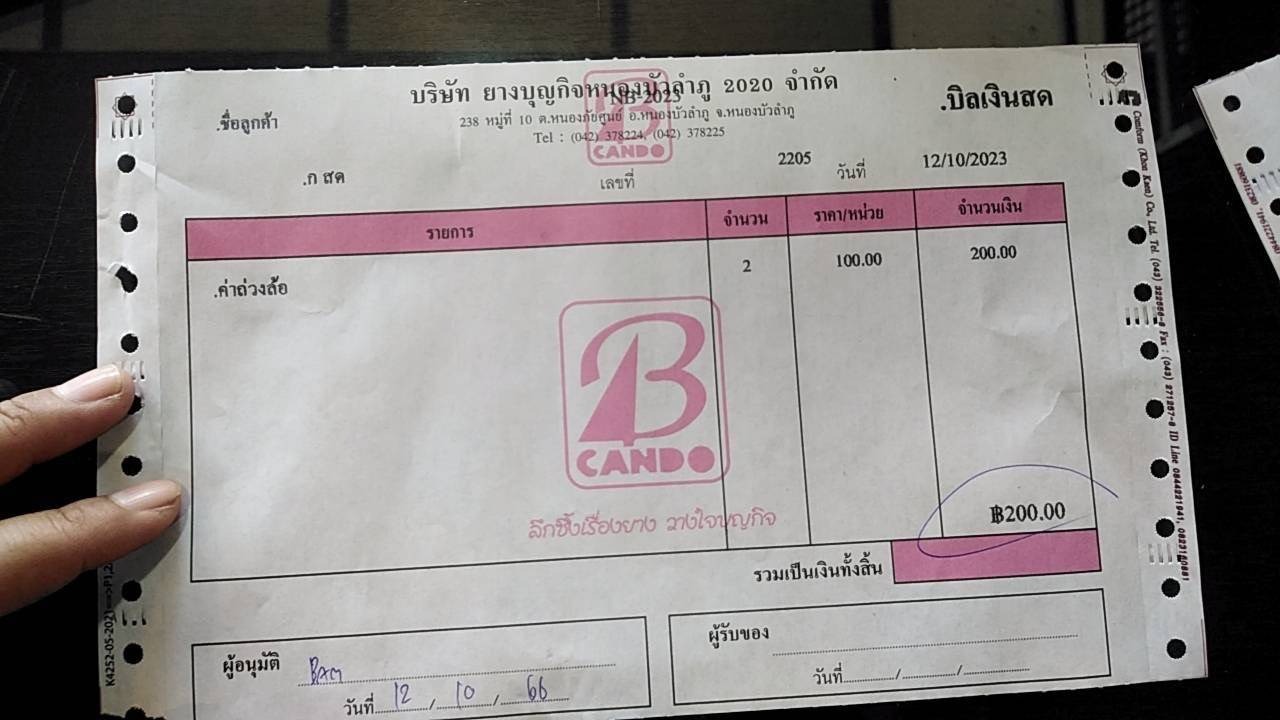 บริษัท ยางบุญกิจหนองบัวลำภู 2020 จำกัด
NB-2023
.บิลเงินสด
.ชื่อลูกค้า
238 หมู่ที่ 10 ต.หนองภัยศูนย์ อ.หนองบัวลำภู จ.หนองบัวลำภู
Tel : (042) 378224, (042) 378225
B
CANDO
.ก สด
เลขที่
2205
วันที่
12/10/2023
รายการ
จำนวน
ราคา/หน่วย
จำนวนเงิน
.ค่าถ่วงล้อ
2
100.00
200.00
B
CANDO
ลึกซึ้งเรื่องยาง วางใจบุญกิจ
฿200.00
รวมเป็นเงินทั้งสิ้น
ผู้อนุมัติ
BAM
วันที่ 12 / 10 / 66
ผู้รับของ
วันที่......../......../........